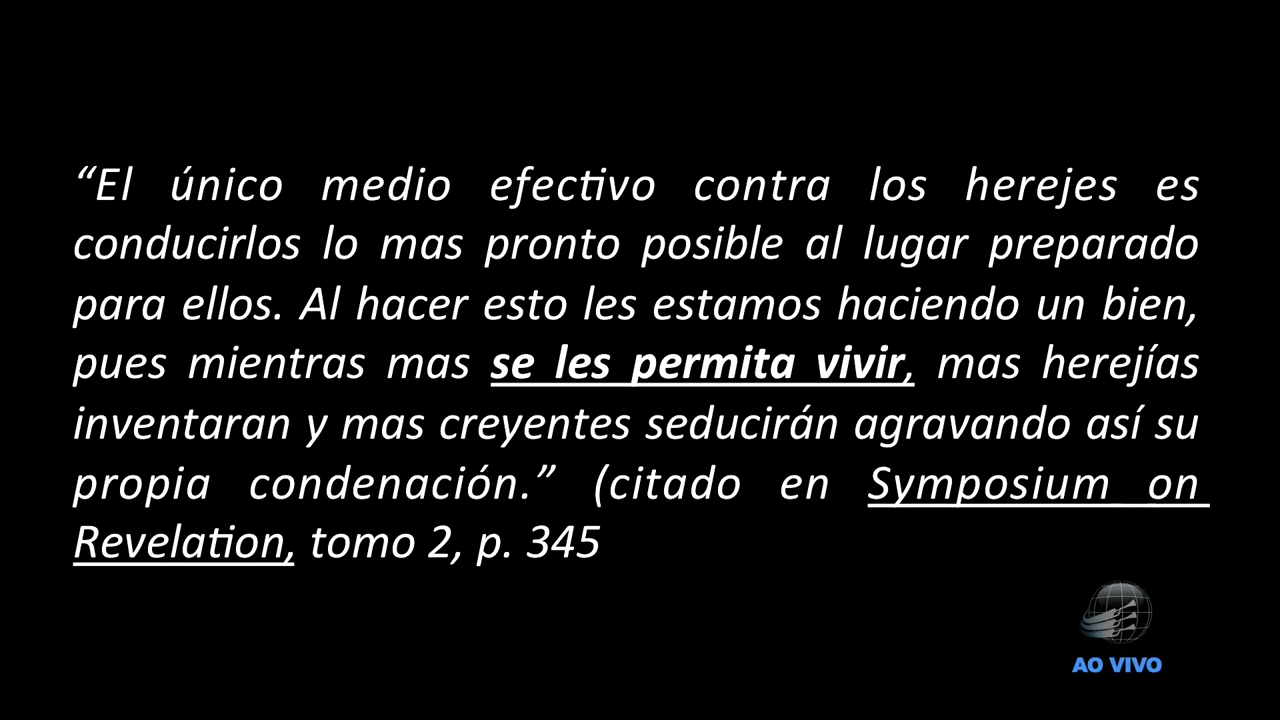 “El único medio efectivo contra los herejes es
conducirlos lo mas pronto posible al lugar preparado
para ellos. Al hacer esto les estamos haciendo un bien,
pues mientras mas se les permita vivir, mas herejías
inventaran y mas creyentes seducirán agravando así su
propia condenación.” (citado en Symposium on
Revelation, tomo 2, p. 345
AO VIVO